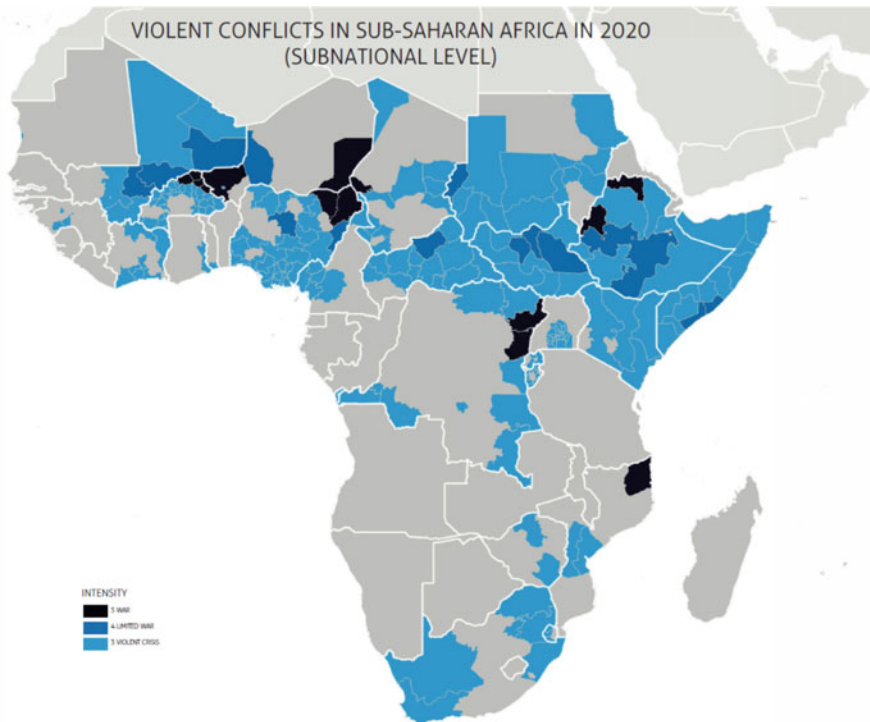 VIOLENT CONFLICTS IN SUB-SAHARAN AFRICA IN 2020
(SUBNATIONAL LEVEL)
INTENSITY
5 WAR
4 LIMITED WAR
3 VIOLENT CRISIS